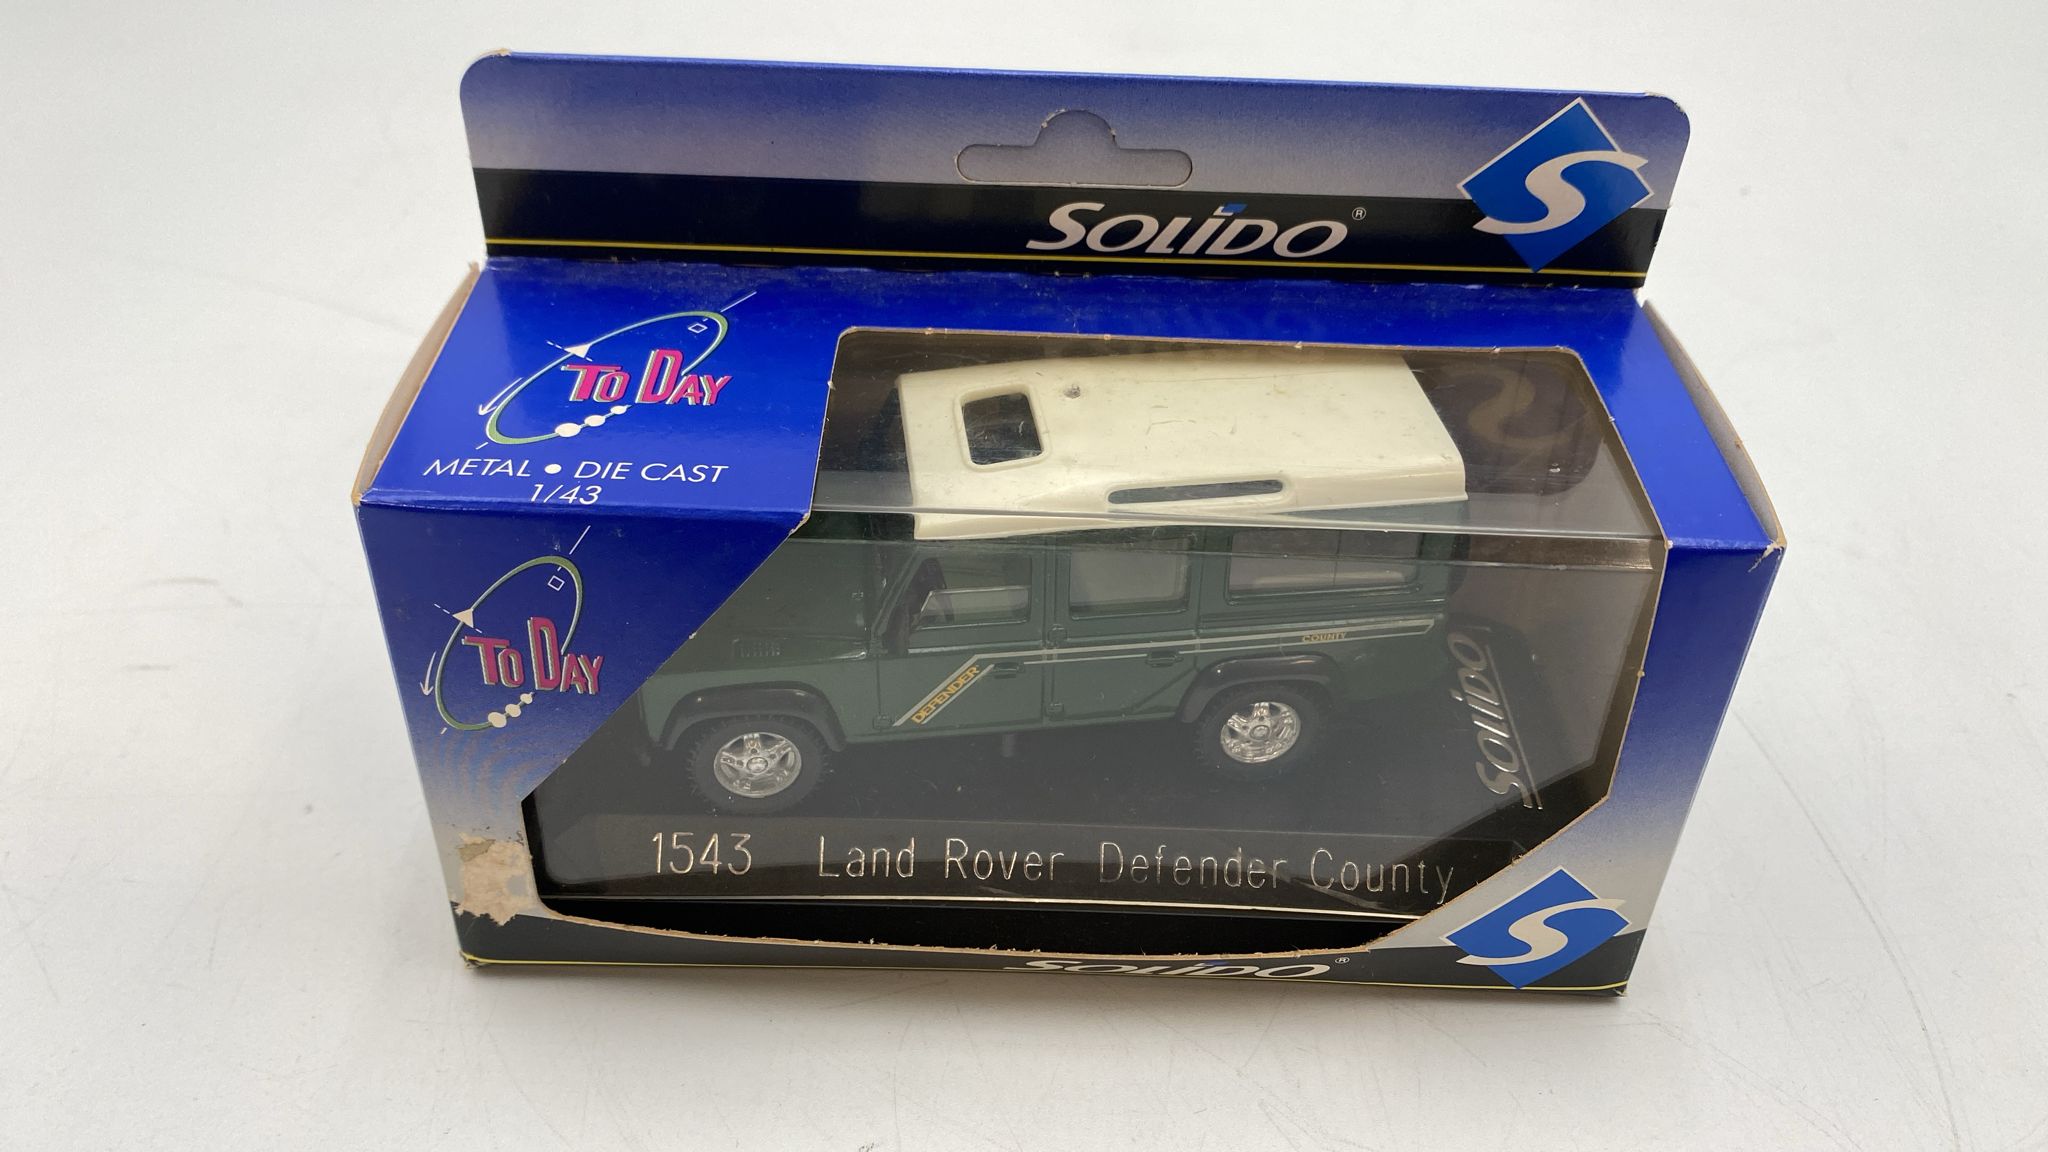 SOLIDO®
S
TO DAY
METAL • DIE CAST
1/43
TO DAY
COUNTY
DEFENDER
SOLIDO
1543 Land Rover Defender County
S
SOLIDO®